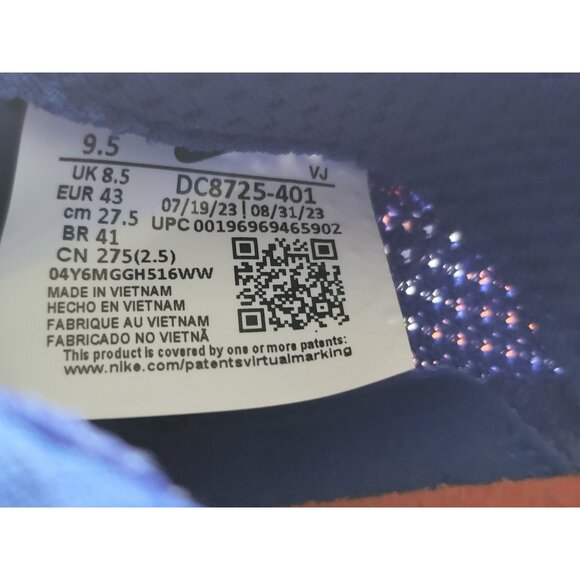 9.5
VJ
UK 8.5
EUR 43
cm 27.5
BR 41
CN 275(2.5)
DC8725-401
07/19/23 | 08/31/23
UPC 00196969465902
04Y6MGGH516WW
MADE IN VIETNAM
HECHO EN VIETNAM
FABRIQUE AU VIETNAM
FABRICADO NO VIETNÃ
This product is covered by one or more patents:
www.nike.com/patentsvirtualmarking